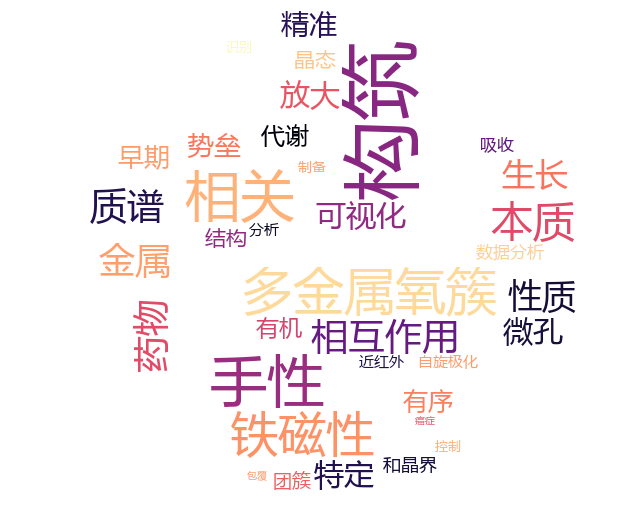 精准
识别
晶态
构筑
放大
代谢
势垒
吸收
早期
制备
生长
相关
质谱
可视化
本质
分析
结构
数据分析
金属
多金属氧簇
性质
药物
有机
相互作用
微孔
近红外
自旋极化
手性
有序
癌症
铁磁性
控制
和晶界
特定
包覆
团簇